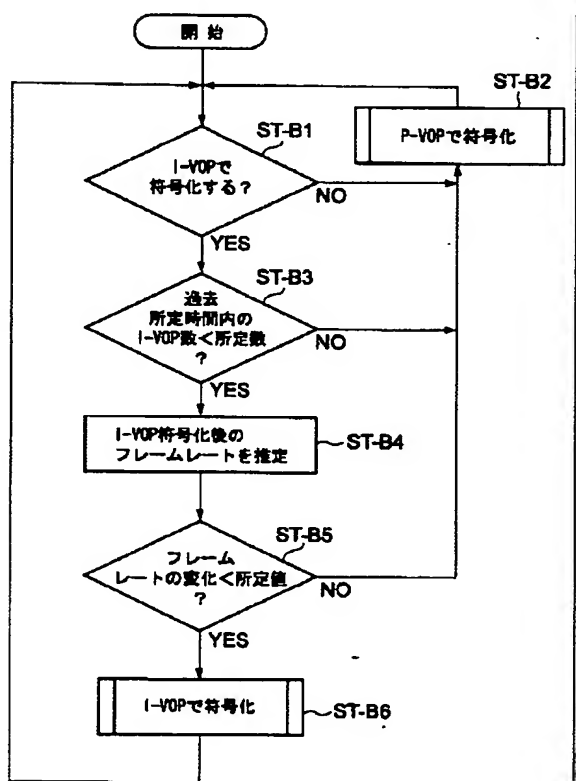 開 始
ST-B2
P-VOPで符号化
ST-B1
I-VOPで
符号化する?
NO
YES
ST-B3
過去
所定時間内の
I-VOP数<所定数
?
NO
YES
I-VOP符号化後の
フレームレートを推定
ST-B4
ST-B5
フレーム
レートの変化<所定値
?
NO
YES
I-VOPで符号化
ST-B6